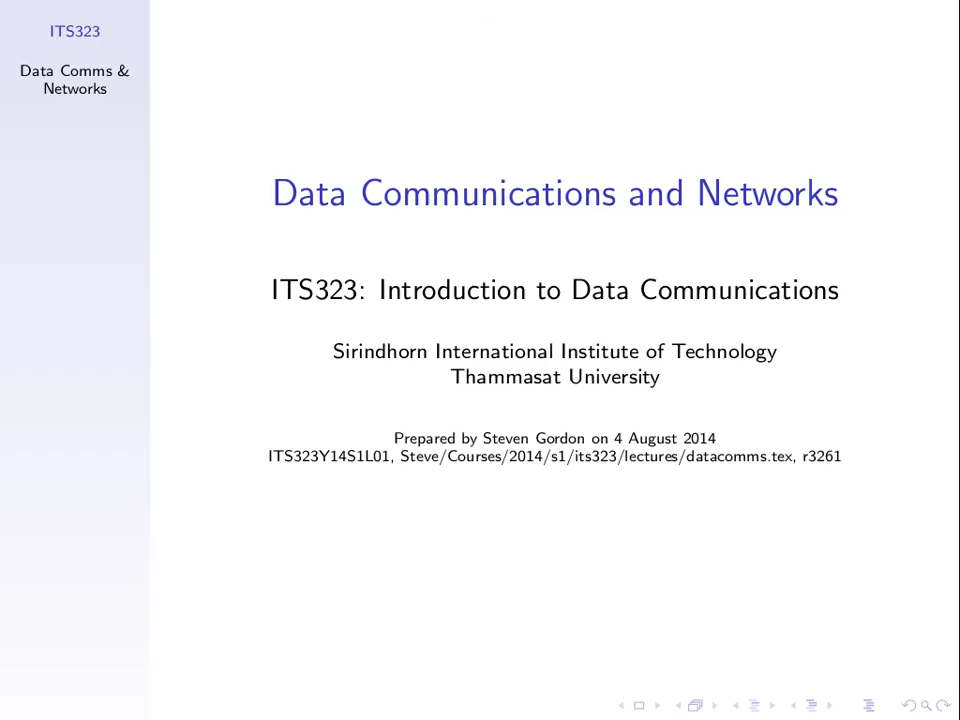 ITS323
Data Comms &
Networks
Data Communications and Networks
ITS323: Introduction to Data Communications
Sirindhorn International Institute of Technology
Thammasat University
Prepared by Steven Gordon on 4 August 2014
ITS323Y14S1L01, Steve/Courses/2014/s1/its323/lectures/datacomms.tex, r3261